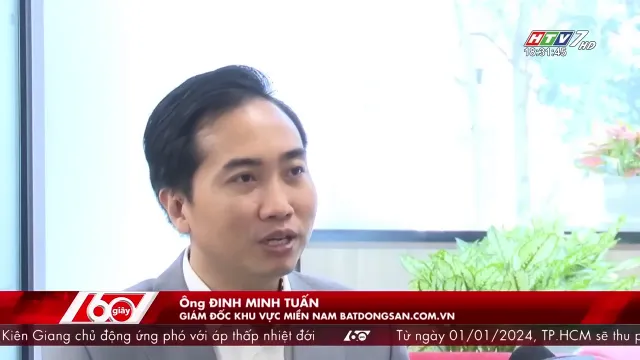 HTV7 HD
18:31:45
60 giây
Ông ĐINH MINH TUẤN
GIÁM ĐỐC KHU VỰC MIỀN NAM BATDONGSAN.COM.VN
Kiên Giang chủ động ứng phó với áp thấp nhiệt đới 60 Từ ngày 01/01/2024, TP.HCM sẽ thu p